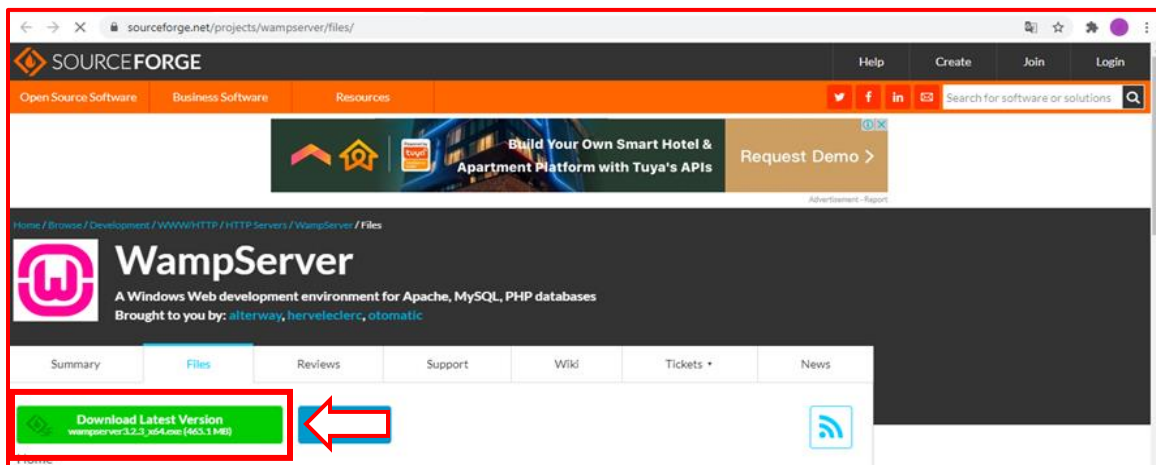 sourceforge.net/projects/wampserver/files/
SOURCEFORGE
Help Create Join Login
Open Source Software Business Software Resources
Search for software or solutions
Build Your Own Smart Hotel &
Apartment Platform with Tuya's APIs
Request Demo >
Advertisement - Report
Home / Browse / Development / WWW/HTTP / HTTP Servers / WampServer / Files
WampServer
A Windows Web development environment for Apache, MySQL, PHP databases
Brought to you by: alterway, herveleclerc, otomatic
Summary Files Reviews Support Wiki Tickets News
Download Latest Version
wampserver3.2.3_x64.exe (463.1 MB)
Home